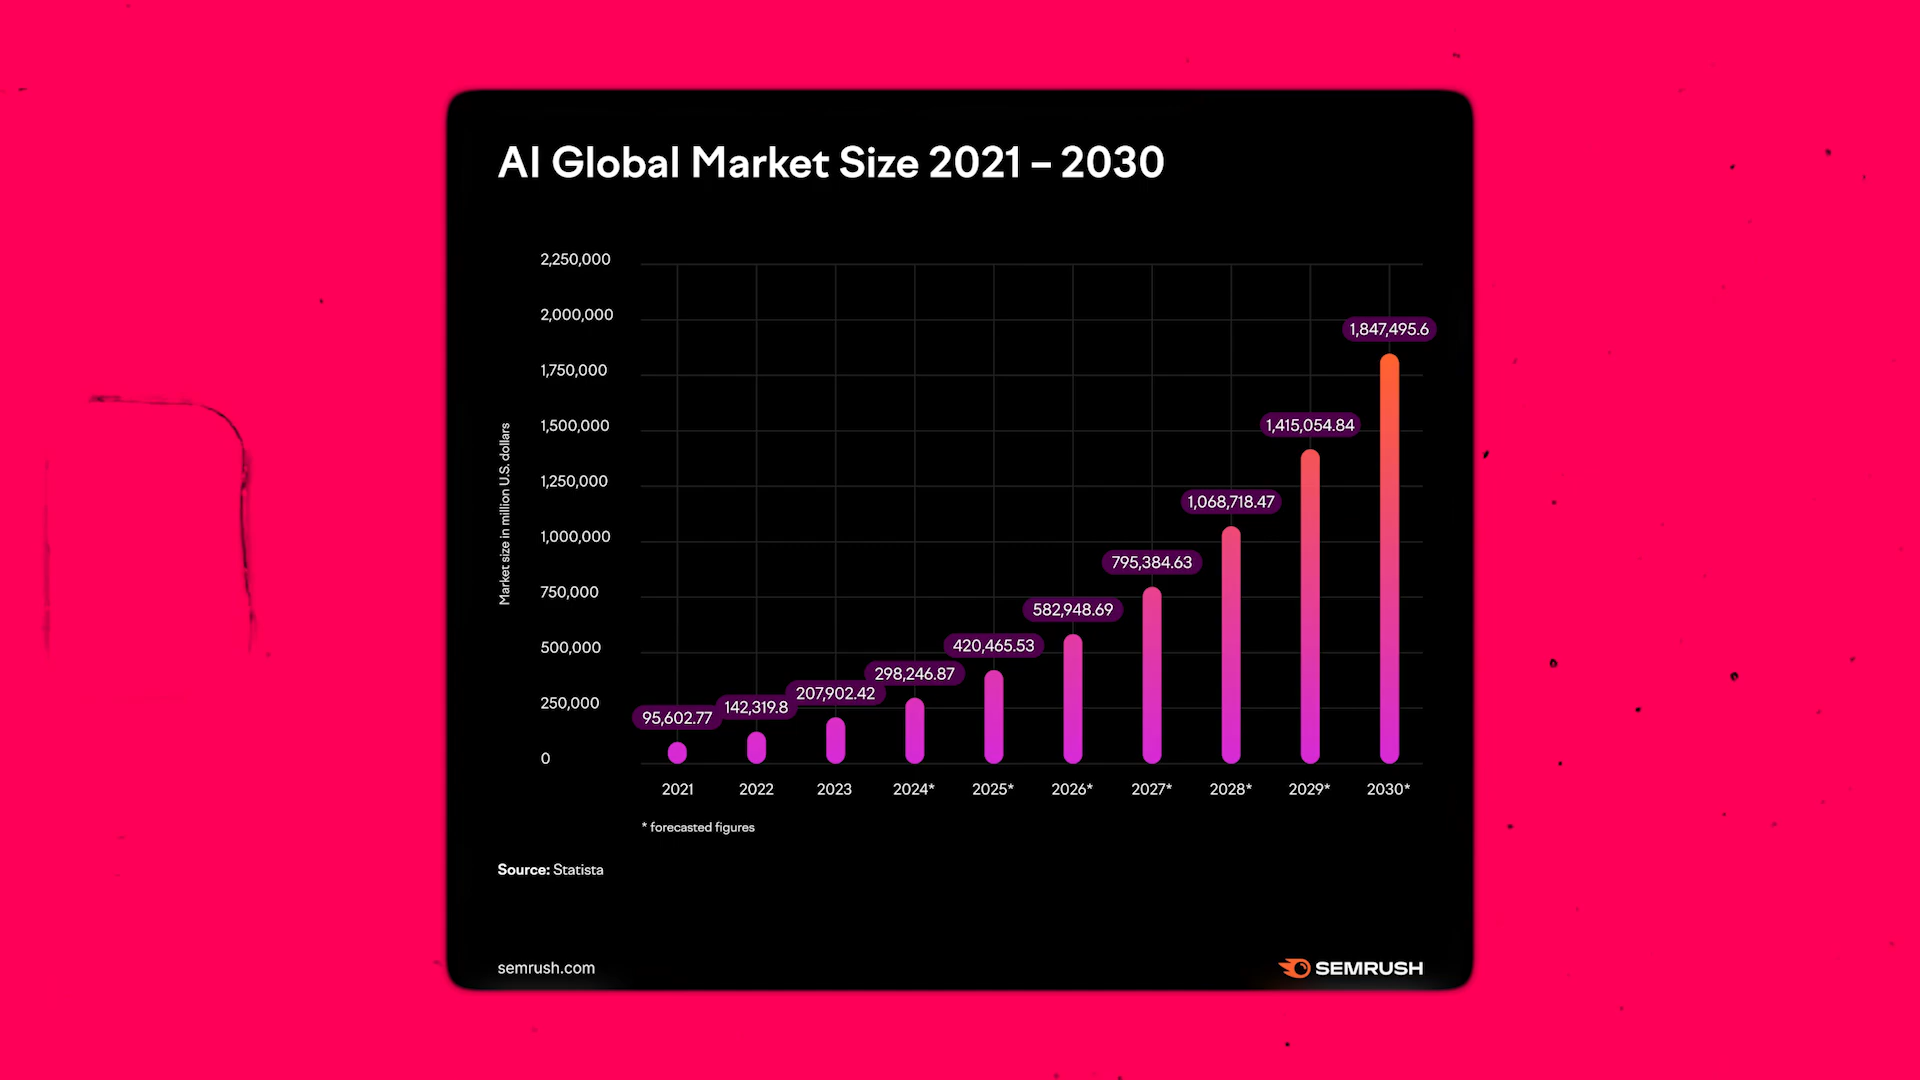 AI Global Market Size 2021 – 2030
Market size in million U.S. dollars
2,250,000
2,000,000
1,750,000
1,500,000
1,250,000
1,000,000
750,000
500,000
250,000
0
95,602.77
142,319.8
207,902.42
298,246.87
420,465.53
582,948.69
795,384.63
1,068,718.47
1,415,054.84
1,847,495.6
2021 2022 2023 2024* 2025* 2026* 2027* 2028* 2029* 2030*
* forecasted figures
Source: Statista
semrush.com
SEMRUSH